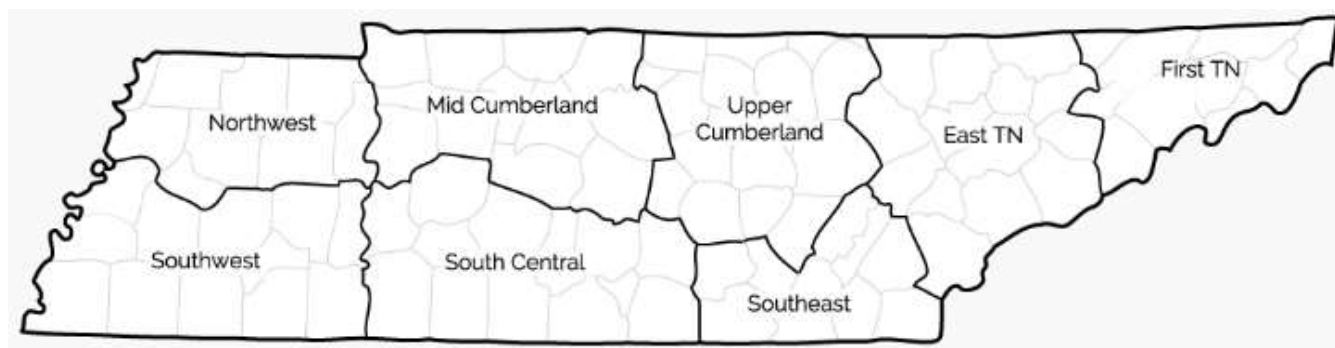 First TN
Mid Cumberland
Upper
Cumberland
Northwest
East TN
Southwest
South Central
Southeast